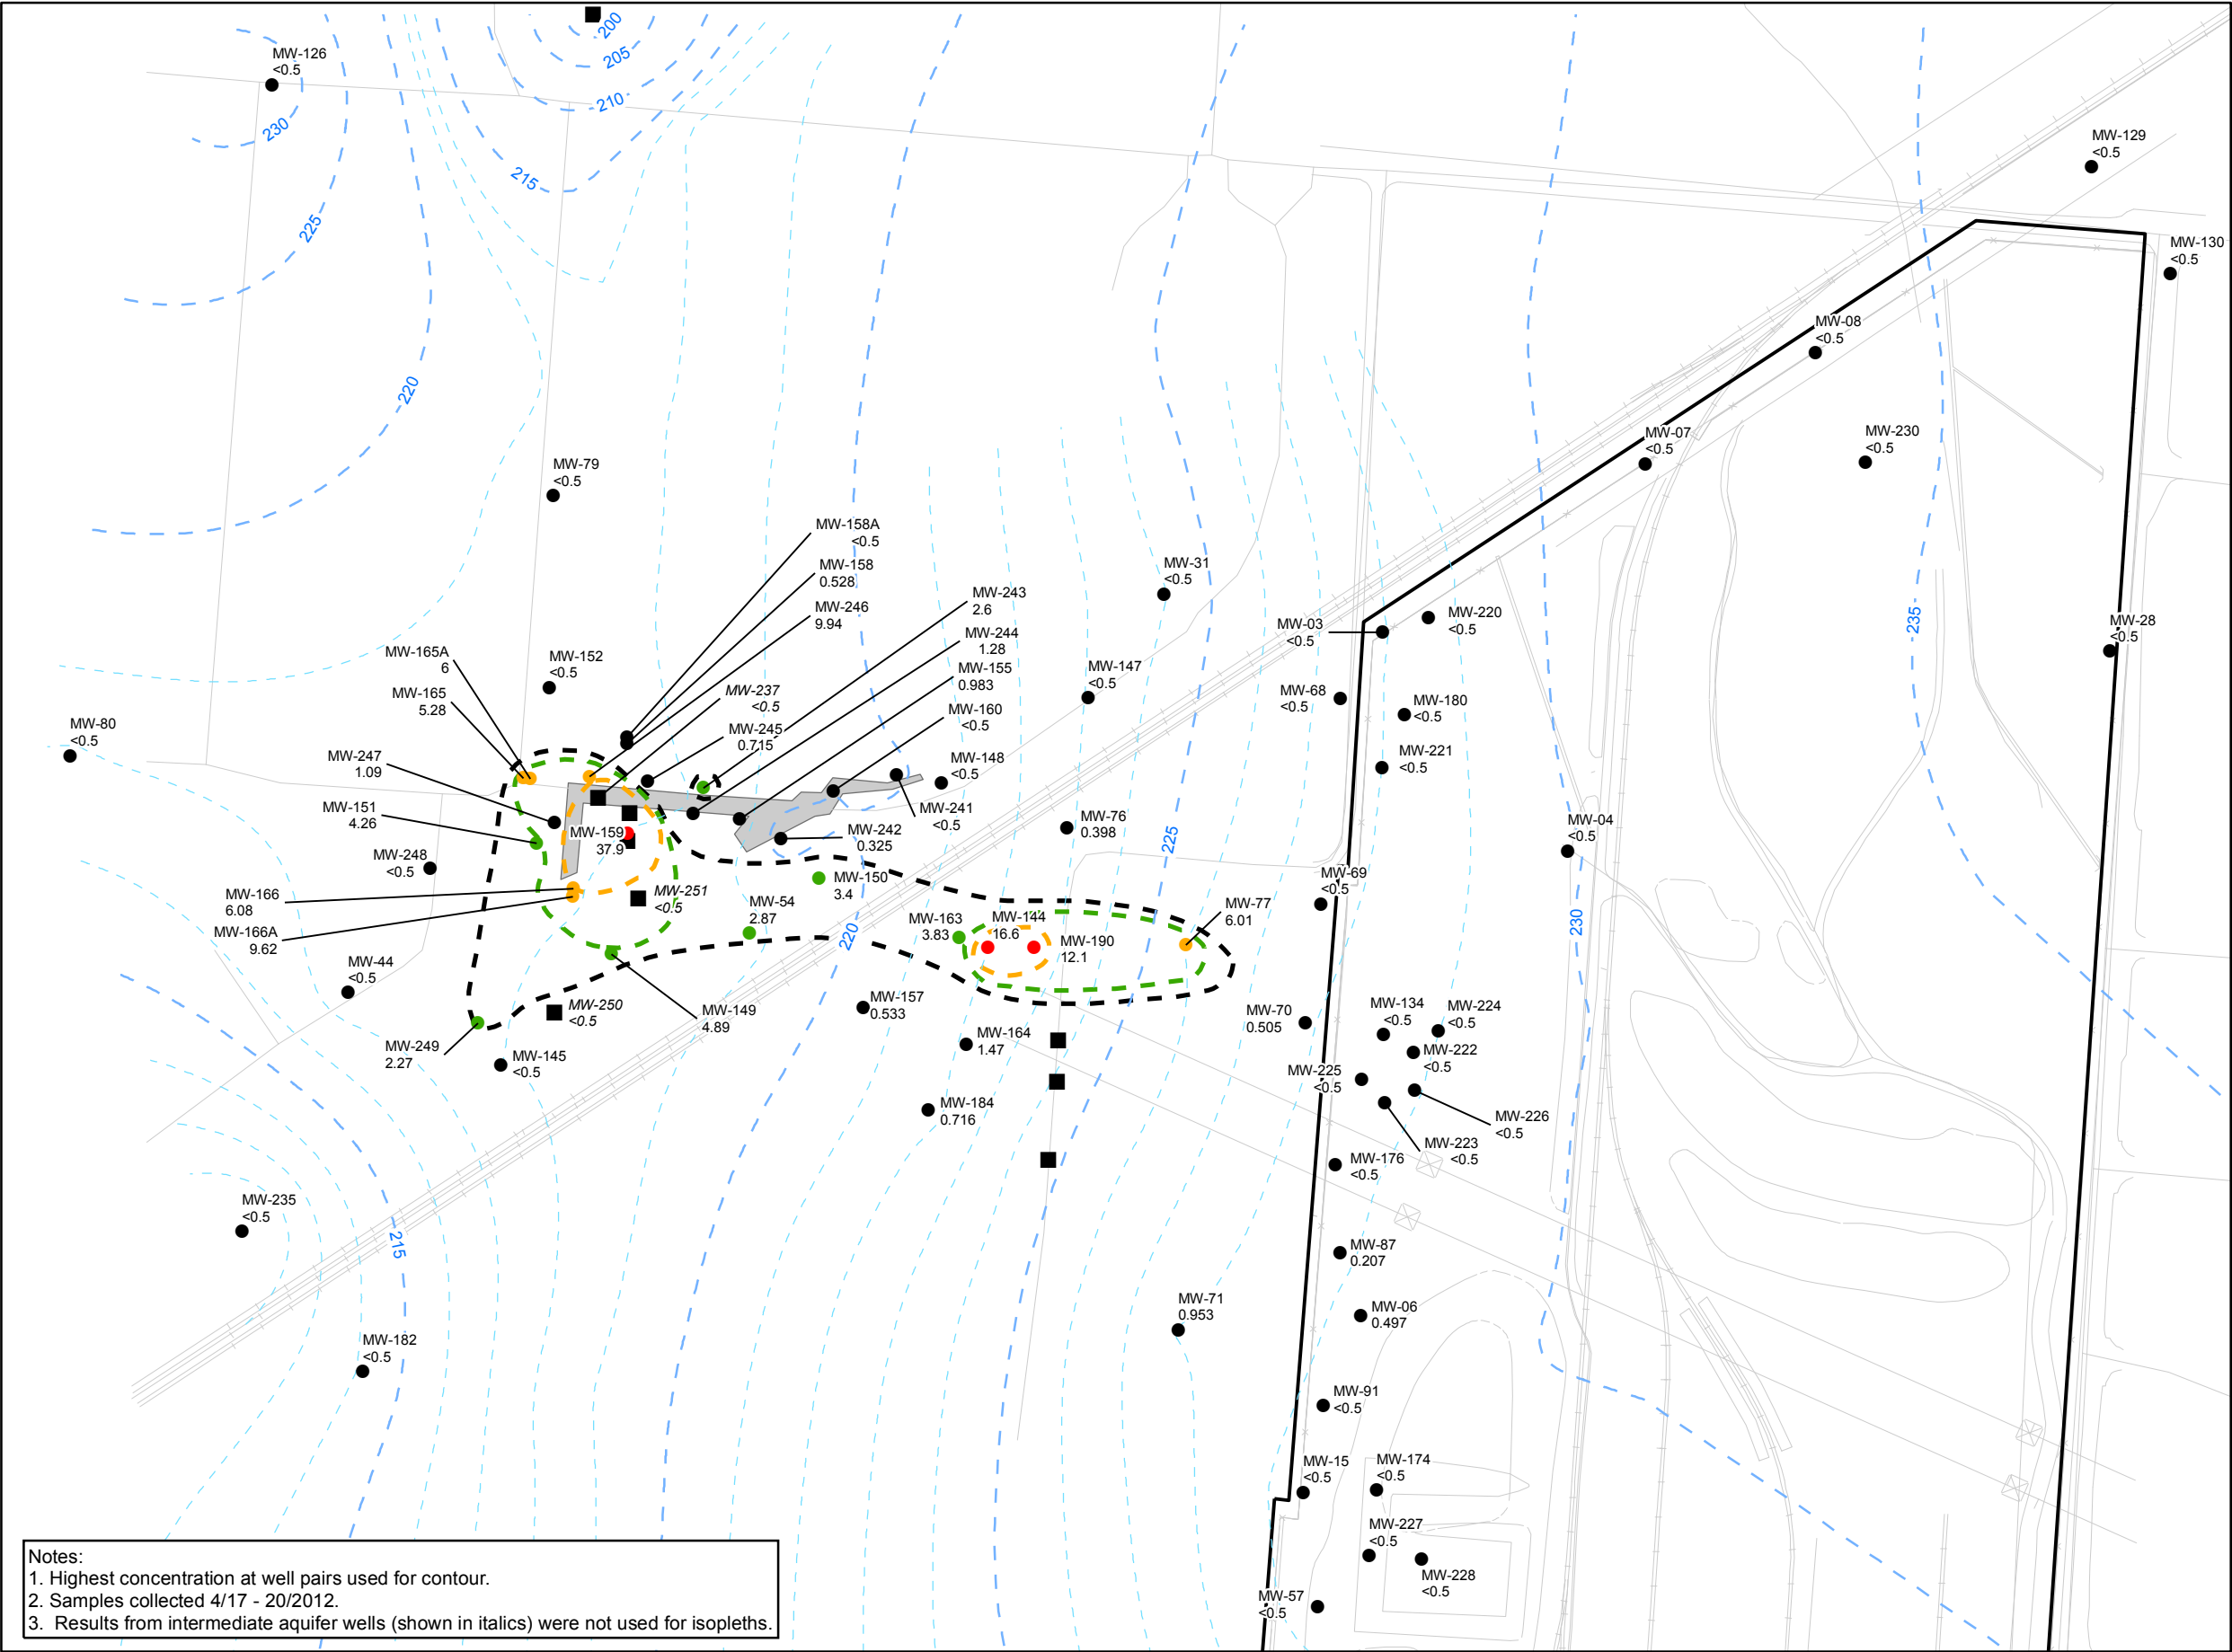 200
205
210
215
230
225
220
MW-126
<0.5
MW-129
<0.5
MW-130
<0.5
MW-08
<0.5
MW-07
<0.5
MW-230
<0.5
MW-79
<0.5
MW-158A
<0.5
MW-158
0.528
MW-246
9.94
MW-31
<0.5
MW-243
2.6
MW-244
1.28
MW-155
0.983
MW-160
<0.5
MW-03
<0.5
MW-220
<0.5
235
MW-28
<0.5
MW-165A
6
MW-165
5.28
MW-152
<0.5
MW-237
<0.5
MW-245
0.715
MW-147
<0.5
MW-68
<0.5
MW-180
<0.5
MW-80
<0.5
MW-247
1.09
MW-148
<0.5
MW-221
<0.5
MW-151
4.26
MW-159
37.9
MW-241
<0.5
MW-242
0.325
MW-76
0.398
225
MW-04
<0.5
MW-248
<0.5
MW-166
6.08
MW-166A
9.62
MW-251
<0.5
MW-54
2.87
MW-150
3.4
MW-69
<0.5
MW-163
3.83
MW-144
16.6
MW-190
12.1
MW-77
6.01
220
230
MW-44
<0.5
MW-250
<0.5
MW-149
4.89
MW-157
0.533
MW-164
1.47
MW-70
0.505
MW-134
<0.5
MW-224
<0.5
MW-222
<0.5
MW-249
2.27
MW-145
<0.5
MW-225
<0.5
MW-184
0.716
MW-226
<0.5
MW-223
<0.5
MW-176
<0.5
MW-235
<0.5
215
MW-87
0.207
MW-71
0.953
MW-06
0.497
MW-182
<0.5
MW-91
<0.5
MW-15
<0.5
MW-174
<0.5
MW-227
<0.5
MW-228
<0.5
MW-57
<0.5
Notes:
1. Highest concentration at well pairs used for contour.
2. Samples collected 4/17 - 20/2012.
3. Results from intermediate aquifer wells (shown in italics) were not used for isopleths.